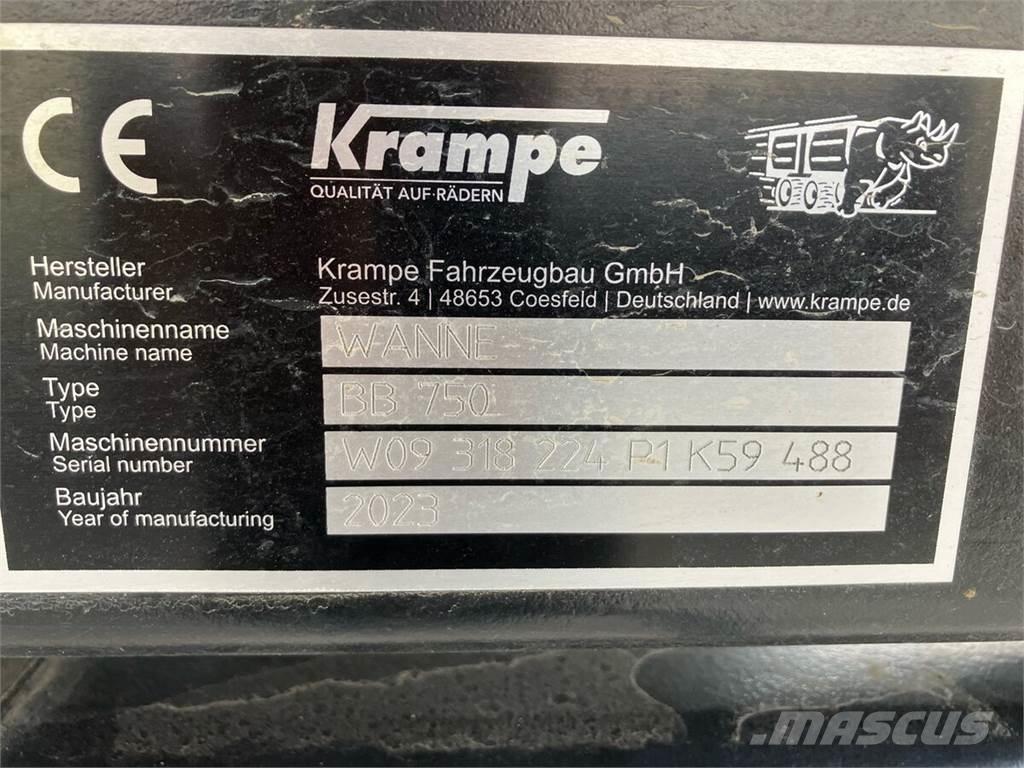 CE
Krampe
QUALITÄT AUF RÄDERN
Hersteller Krampe Fahrzeugbau GmbH
Manufacturer Zusestr. 4 | 48653 Coesfeld | Deutschland | www.krampe.de
Maschinenname WANNE
Machine name
Type BB 750
Type
Maschinennummer W09 318 224 P1 K59 488
Serial number
Baujahr 2023
Year of manufacturing
MASCUS